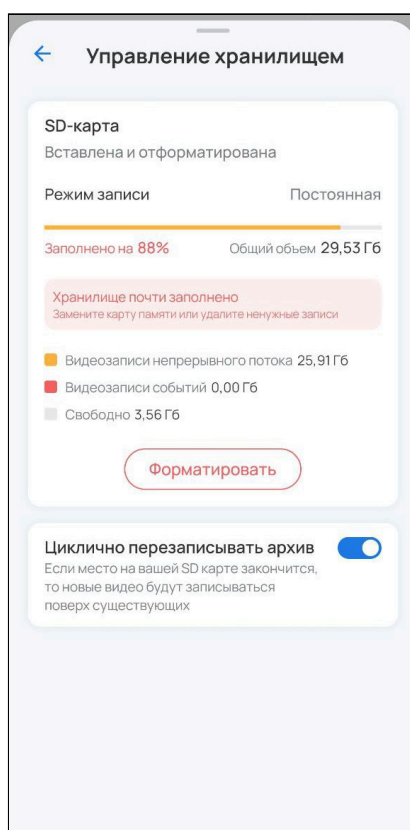 Управление хранилищем
SD-карта
Вставлена и отформатирована
Режим записи Постоянная
Заполнено на 88% Общий объем 29,53 Гб
Хранилище почти заполнено
Замените карту памяти или удалите ненужные записи
Видеозаписи непрерывного потока 25,91 Гб
Видеозаписи событий 0,00 Гб
Свободно 3,56 Гб
Форматировать
Циклично перезаписывать архив
Если место на вашей SD карте закончится,
то новые видео будут записываться
поверх существующих